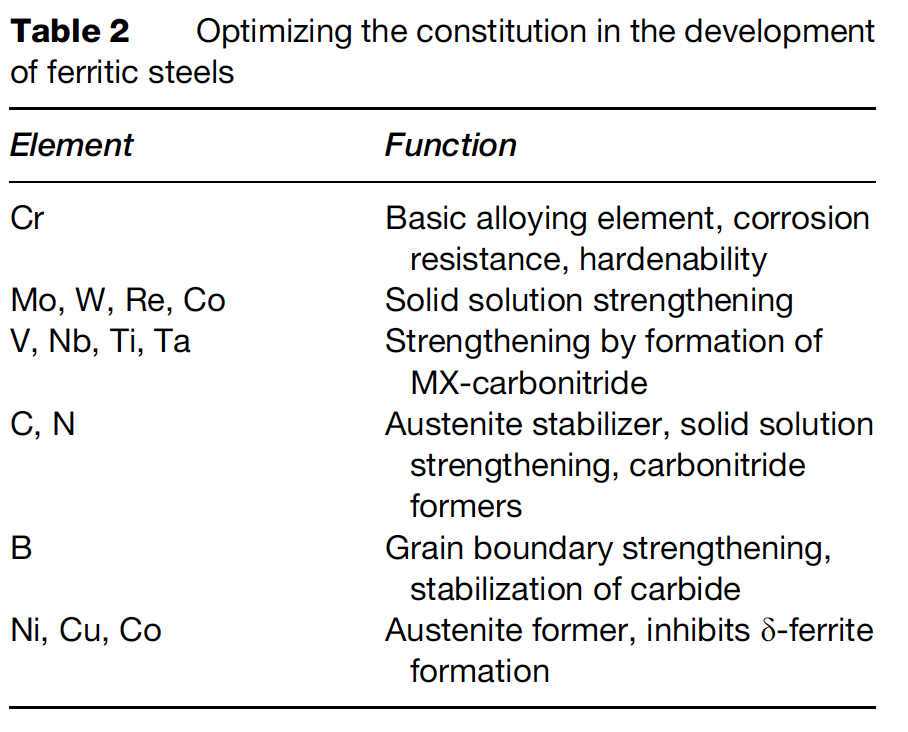 Table 2 Optimizing the constitution in the development
of ferritic steels
Element Function
Cr Basic alloying element, corrosion
resistance, hardenability
Mo, W, Re, Co Solid solution strengthening
V, Nb, Ti, Ta Strengthening by formation of
MX-carbonitride
C, N Austenite stabilizer, solid solution
strengthening, carbonitride
formers
B Grain boundary strengthening,
stabilization of carbide
Ni, Cu, Co Austenite former, inhibits δ-ferrite
formation